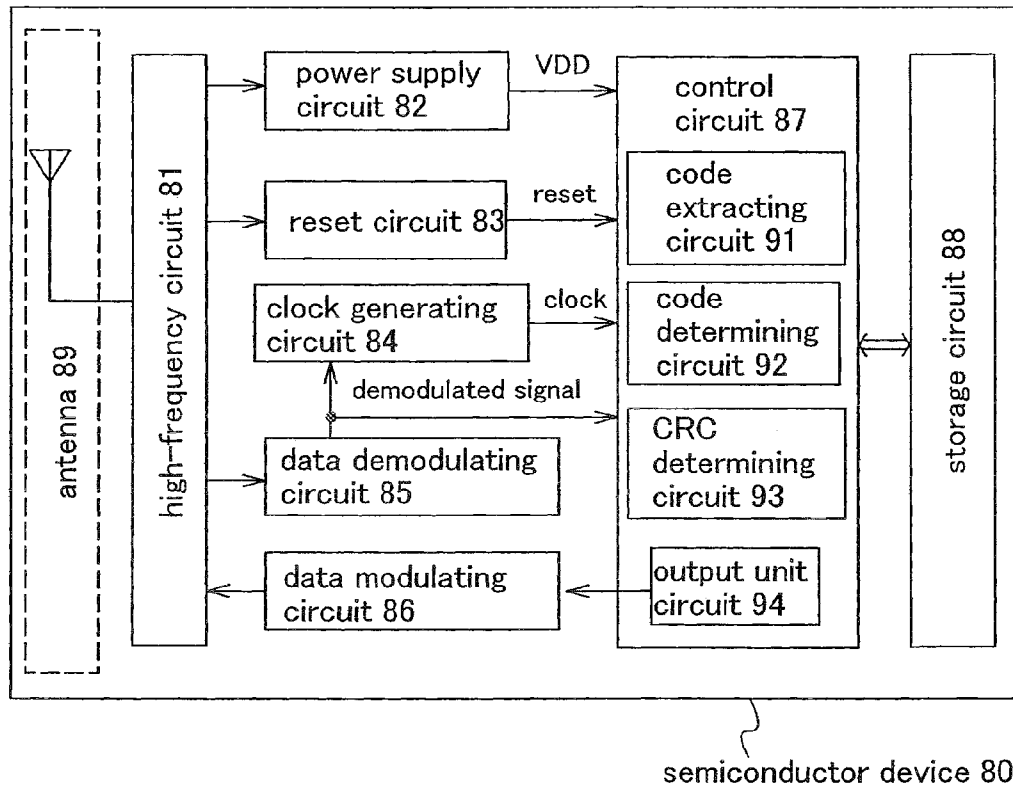 antenna 89
high-frequency circuit 81
power supply
circuit 82
VDD
reset circuit 83
reset
clock generating
circuit 84
clock
demodulated signal
data demodulating
circuit 85
data modulating
circuit 86
control
circuit 87
code
extracting
circuit 91
code
determining
circuit 92
CRC
determining
circuit 93
output unit
circuit 94
storage circuit 88
semiconductor device 80